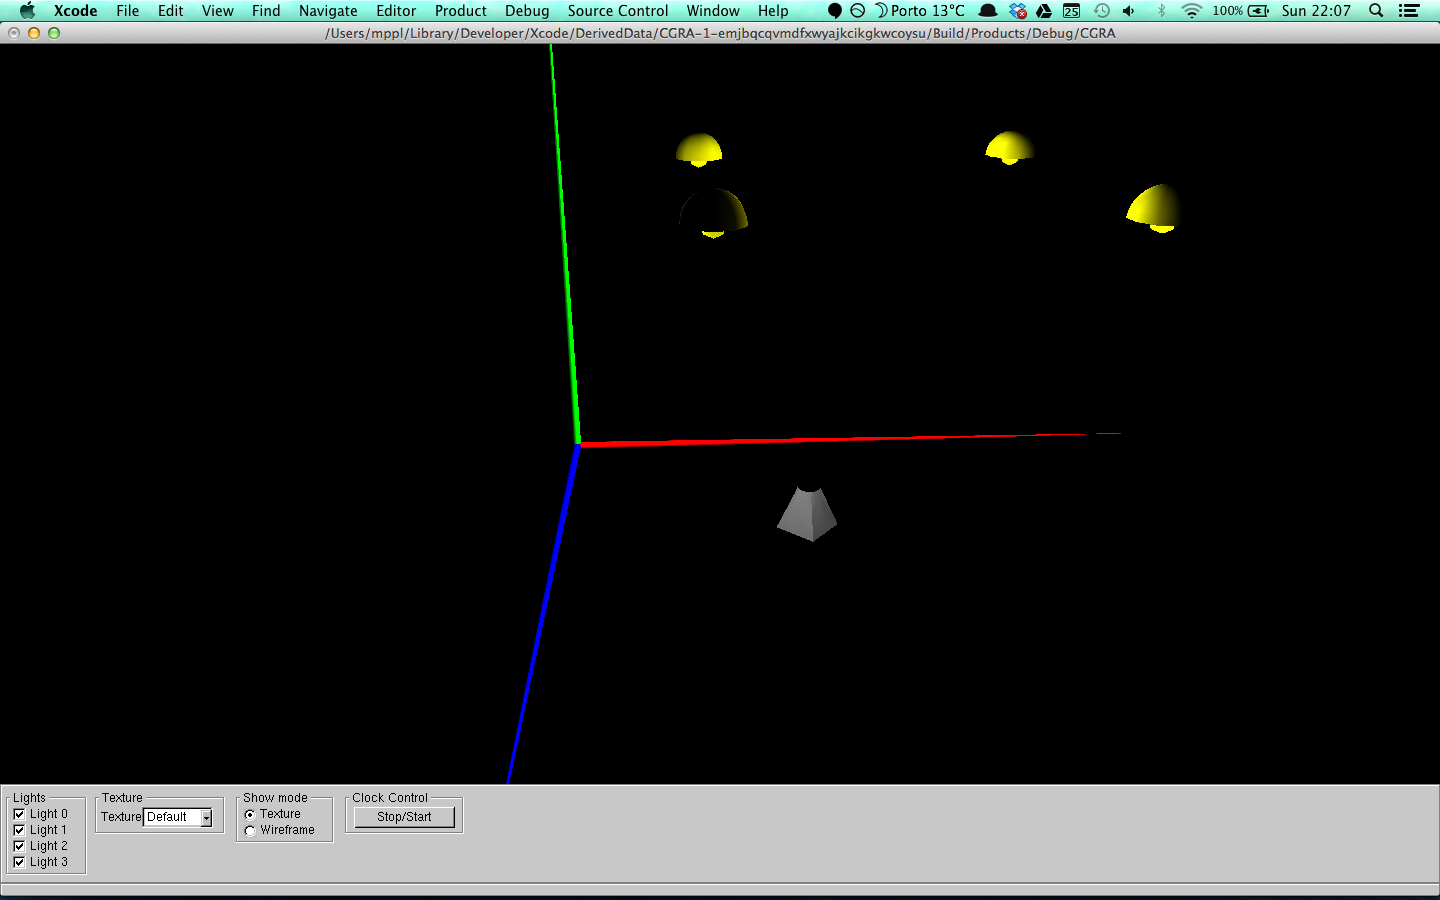 Xcode File Edit View Find Navigate Editor Product Debug Source Control Window Help Porto 13°C 25 100% Sun 22:07
/Users/mppl/Library/Developer/Xcode/DerivedData/CGRA-1-emjbqcqvmdfxwyajkcikgkwcoysu/Build/Products/Debug/CGRA
Lights
Light 0
Light 1
Light 2
Light 3
Texture
Texture Default
Show mode
Texture
Wireframe
Clock Control
Stop/Start